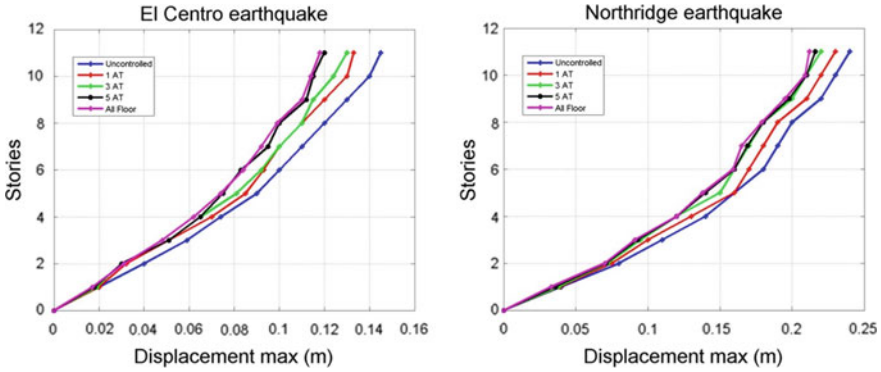 El Centro earthquake
12
10
8
6
4
2
0
Stories
Uncontrolled
1 AT
3 AT
5 AT
All Floor
0
0.02
0.04
0.06
0.08
0.1
0.12
0.14
0.16
Displacement max (m)
Northridge earthquake
12
10
8
6
4
2
0
Stories
Uncontrolled
1 AT
3 AT
5 AT
All Floor
0
0.05
0.1
0.15
0.2
0.25
Displacement max (m)